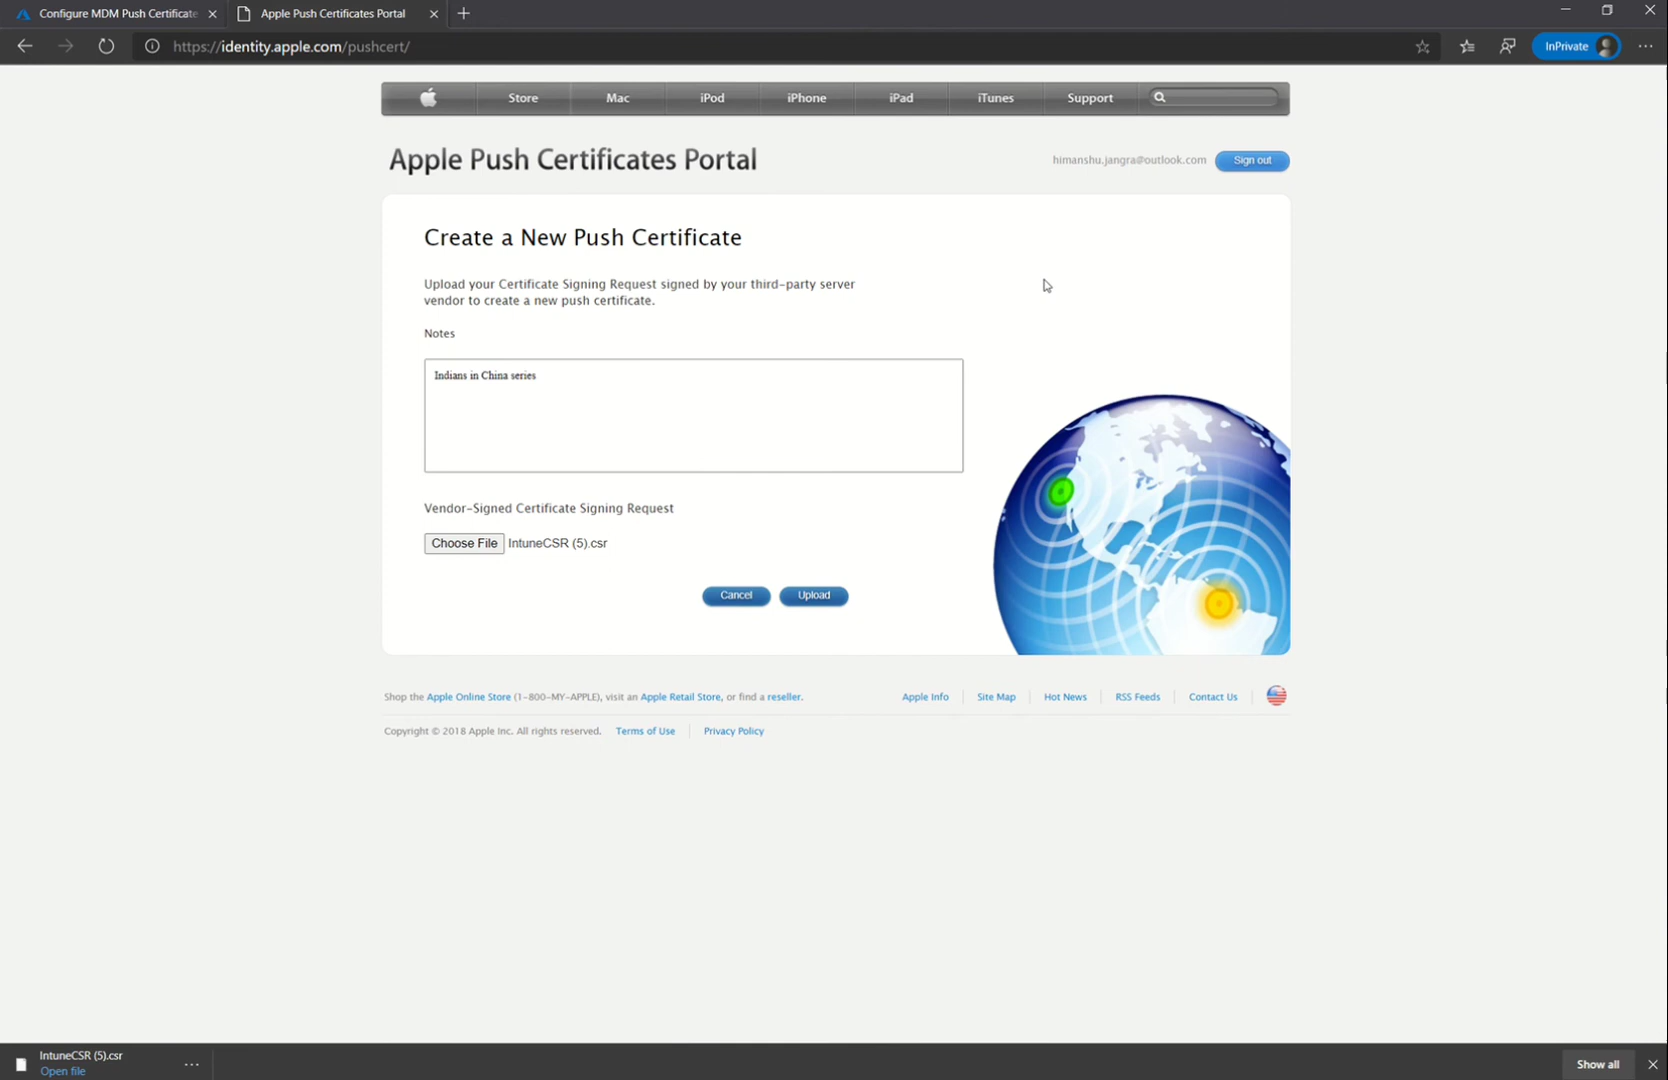 Configure MDM Push Certificate
Apple Push Certificates Portal
https://identity.apple.com/pushcert/
InPrivate
Store
Mac
iPod
iPhone
iPad
iTunes
Support
Apple Push Certificates Portal
himanshu.jangra@outlook.com
Sign out
Create a New Push Certificate
Upload your Certificate Signing Request signed by your third-party server
vendor to create a new push certificate.
Notes
Indians in China series
Vendor-Signed Certificate Signing Request
Choose File IntuneCSR (5).csr
Cancel
Upload
Shop the Apple Online Store (1-800-MY-APPLE), visit an Apple Retail Store, or find a reseller.
Apple Info
Site Map
Hot News
RSS Feeds
Contact Us
Copyright © 2018 Apple Inc. All rights reserved.
Terms of Use
Privacy Policy
IntuneCSR (5).csr
Open file
Show all